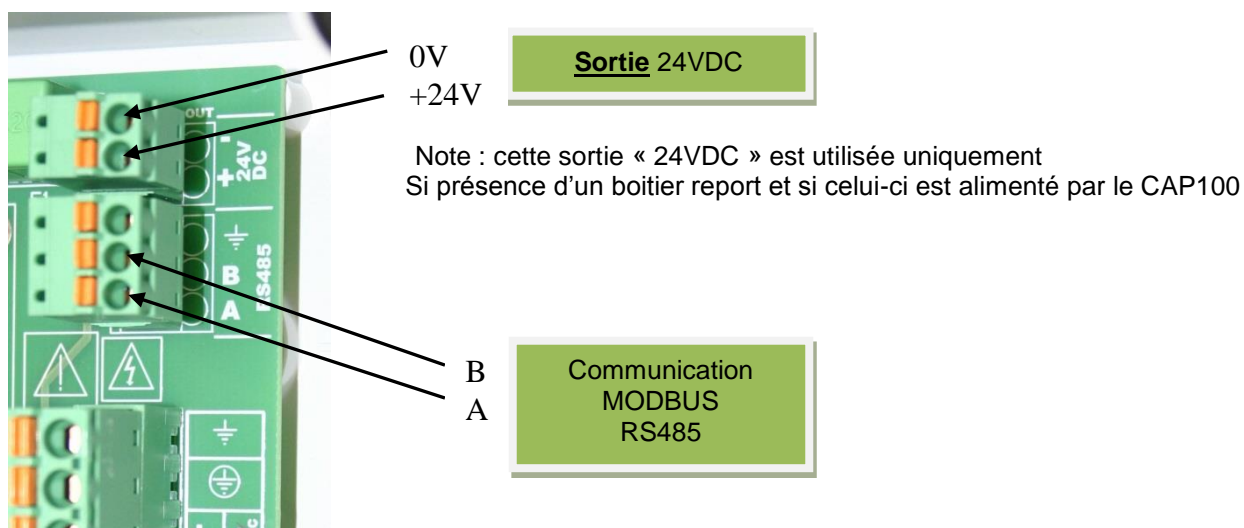 0V
+24V
Sortie 24VDC
Note : cette sortie « 24VDC » est utilisée uniquement
Si présence d’un boitier report et si celui-ci est alimenté par le CAP100
OUT
-
+
24V
DC
B
A
RS485
B
A
Communication
MODBUS
RS485